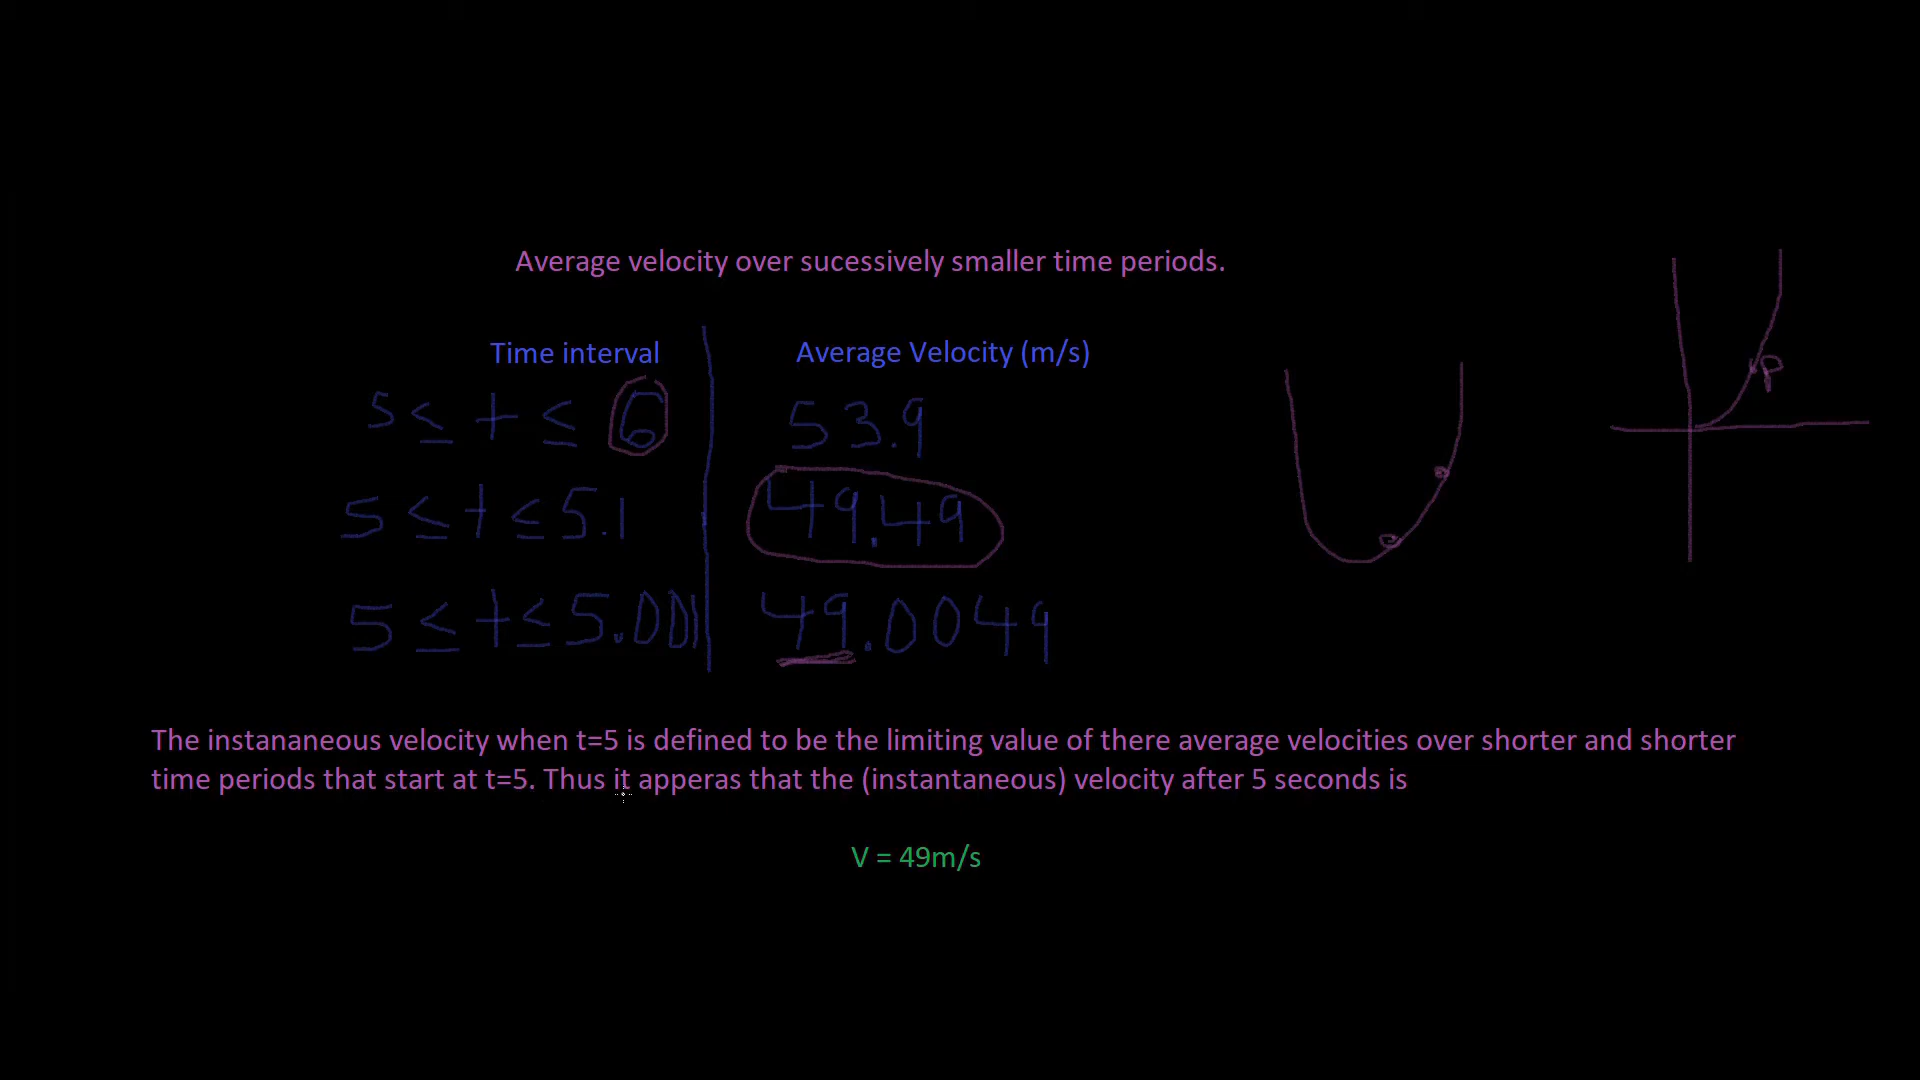 Average velocity over sucessively smaller time periods.
Time interval Average Velocity (m/s)
5 ≤ t ≤ 6 53.9
5 ≤ t ≤ 5.1 49.49
5 ≤ t ≤ 5.001 49.0049
P
The instananeous velocity when t=5 is defined to be the limiting value of there average velocities over shorter and shorter
time periods that start at t=5. Thus it apperas that the (instantaneous) velocity after 5 seconds is
V = 49m/s